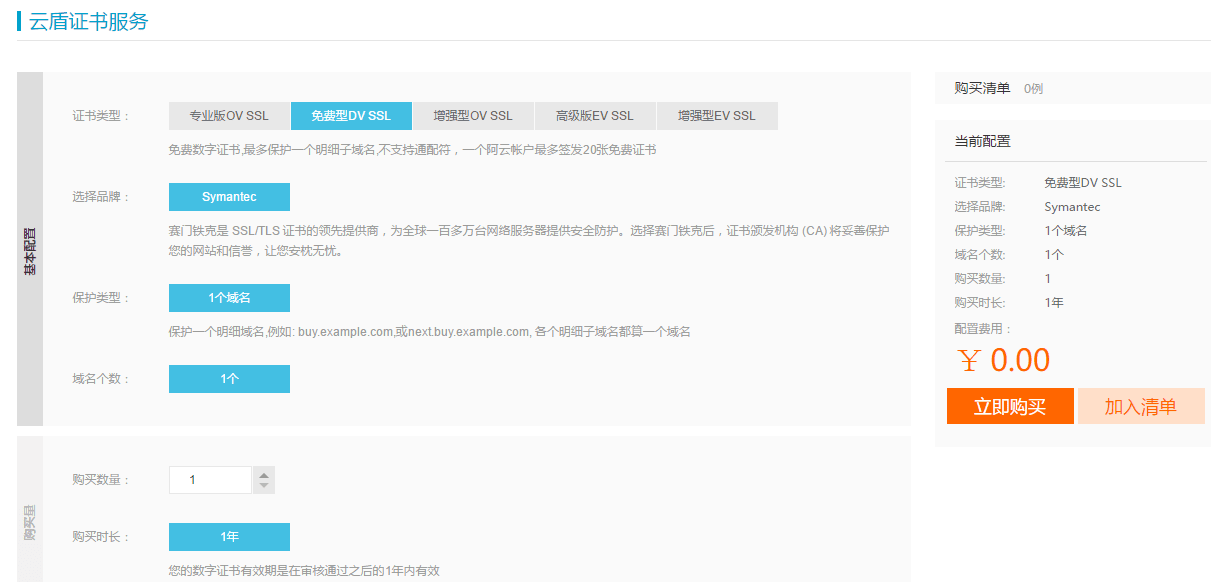 云盾证书服务
基本配置
证书类型：
专业版OV SSL 免费型DV SSL 增强型OV SSL 高级版EV SSL 增强型EV SSL
免费数字证书,最多保护一个明细子域名,不支持通配符，一个阿云帐户最多签发20张免费证书
选择品牌：
Symantec
赛门铁克是 SSL/TLS 证书的领先提供商，为全球一百多万台网络服务器提供安全防护。选择赛门铁克后，证书颁发机构 (CA) 将妥善保护
您的网站和信誉，让您安枕无忧。
保护类型：
1个域名
保护一个明细域名,例如: buy.example.com,或next.buy.example.com, 各个明细子域名都算一个域名
域名个数：
1个
购买量
购买数量：
1
购买时长：
1年
您的数字证书有效期是在审核通过之后的1年内有效
购买清单 0例
当前配置
证书类型: 免费型DV SSL
选择品牌: Symantec
保护类型: 1个域名
域名个数: 1个
购买数量: 1
购买时长: 1年
配置费用：
￥ 0.00
立即购买 加入清单